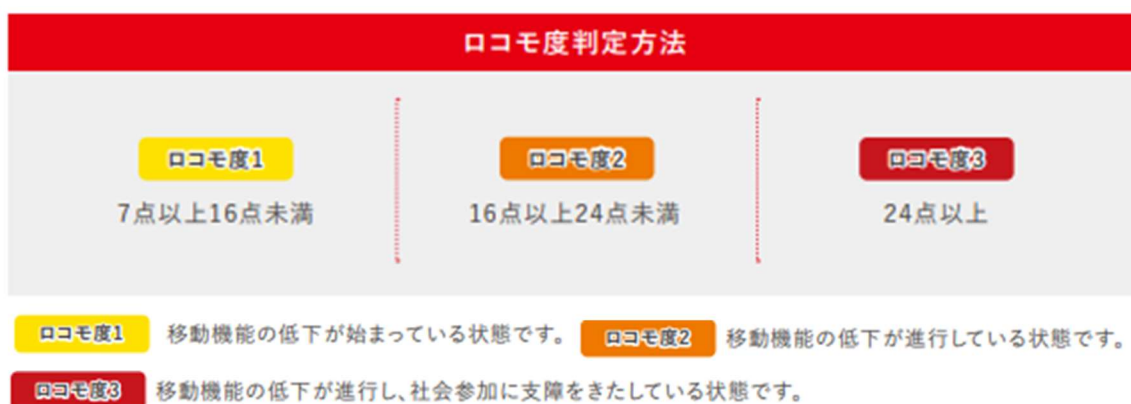 ロコモ度判定方法
ロコモ度1 ロコモ度2 ロコモ度3
7点以上16点未満 16点以上24点未満 24点以上
ロコモ度1 移動機能の低下が始まっている状態です。 ロコモ度2 移動機能の低下が進行している状態です。
ロコモ度3 移動機能の低下が進行し、社会参加に支障をきたしている状態です。